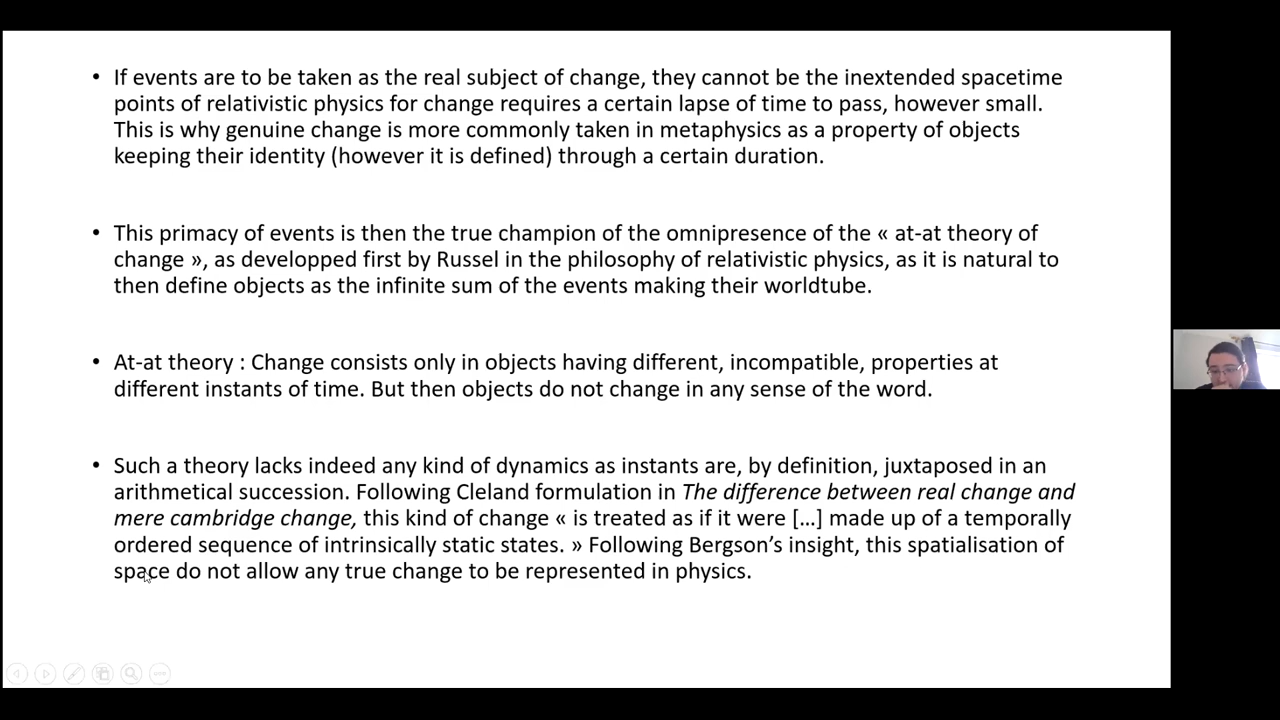 • If events are to be taken as the real subject of change, they cannot be the inextended spacetime
points of relativistic physics for change requires a certain lapse of time to pass, however small.
This is why genuine change is more commonly taken in metaphysics as a property of objects
keeping their identity (however it is defined) through a certain duration.
• This primacy of events is then the true champion of the omnipresence of the « at-at theory of
change », as developped first by Russel in the philosophy of relativistic physics, as it is natural to
then define objects as the infinite sum of the events making their worldtube.
• At-at theory : Change consists only in objects having different, incompatible, properties at
different instants of time. But then objects do not change in any sense of the word.
• Such a theory lacks indeed any kind of dynamics as instants are, by definition, juxtaposed in an
arithmetical succession. Following Cleland formulation in The difference between real change and
mere cambridge change, this kind of change « is treated as if it were [...] made up of a temporally
ordered sequence of intrinsically static states. » Following Bergson's insight, this spatialisation of
space do not allow any true change to be represented in physics.